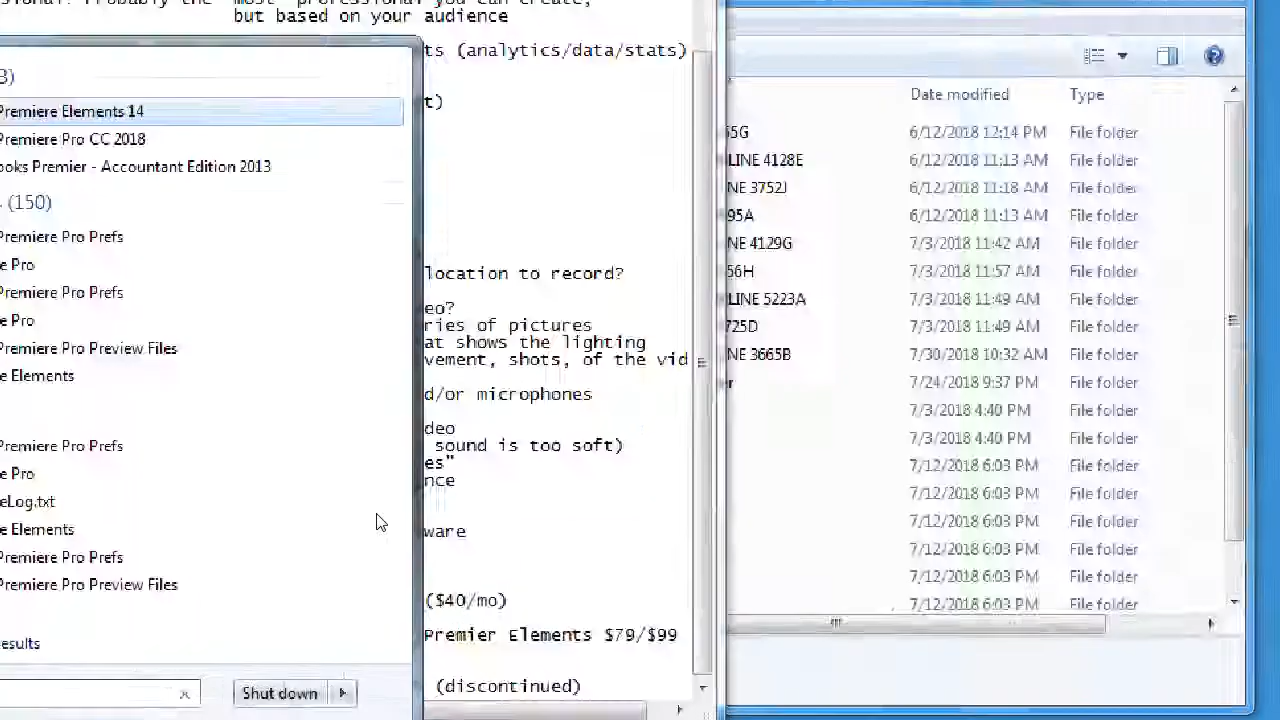 but based on your audience
ts (analytics/data/stats)
t)
location to record?
eo?
ries of pictures
at shows the lighting
vement, shots, of the vid
d/or microphones
deo
sound is too soft)
es"
nce
ware
($40/mo)
Premier Elements $79/$99
(discontinued)
3)
Premiere Elements 14
Premiere Pro CC 2018
ooks Premier - Accountant Edition 2013
(150)
Premiere Pro Prefs
e Pro
Premiere Pro Prefs
e Pro
Premiere Pro Preview Files
e Elements
Premiere Pro Prefs
e Pro
eLog.txt
e Elements
Premiere Pro Prefs
Premiere Pro Preview Files
esults
Shut down
Date modified Type
55G 6/12/2018 12:14 PM File folder
LINE 4128E 6/12/2018 11:13 AM File folder
NE 3752J 6/12/2018 11:18 AM File folder
95A 6/12/2018 11:13 AM File folder
NE 4129G 7/3/2018 11:42 AM File folder
56H 7/3/2018 11:57 AM File folder
LINE 5223A 7/3/2018 11:49 AM File folder
725D 7/3/2018 11:49 AM File folder
NE 3665B 7/30/2018 10:32 AM File folder
r 7/24/2018 9:37 PM File folder
7/3/2018 4:40 PM File folder
7/3/2018 4:40 PM File folder
7/12/2018 6:03 PM File folder
7/12/2018 6:03 PM File folder
7/12/2018 6:03 PM File folder
7/12/2018 6:03 PM File folder
7/12/2018 6:03 PM File folder
7/12/2018 6:03 PM File folder